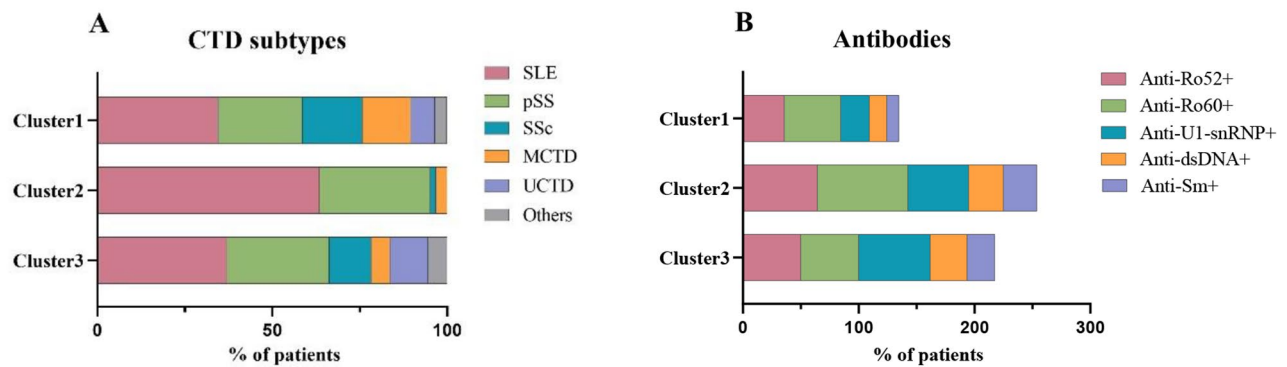 A
CTD subtypes
Cluster1
Cluster2
Cluster3
0
50
100
% of patients
SLE
pSS
SSc
MCTD
UCTD
Others
B
Antibodies
Cluster1
Cluster2
Cluster3
0
100
200
300
% of patients
Anti-Ro52+
Anti-Ro60+
Anti-U1-snRNP+
Anti-dsDNA+
Anti-Sm+